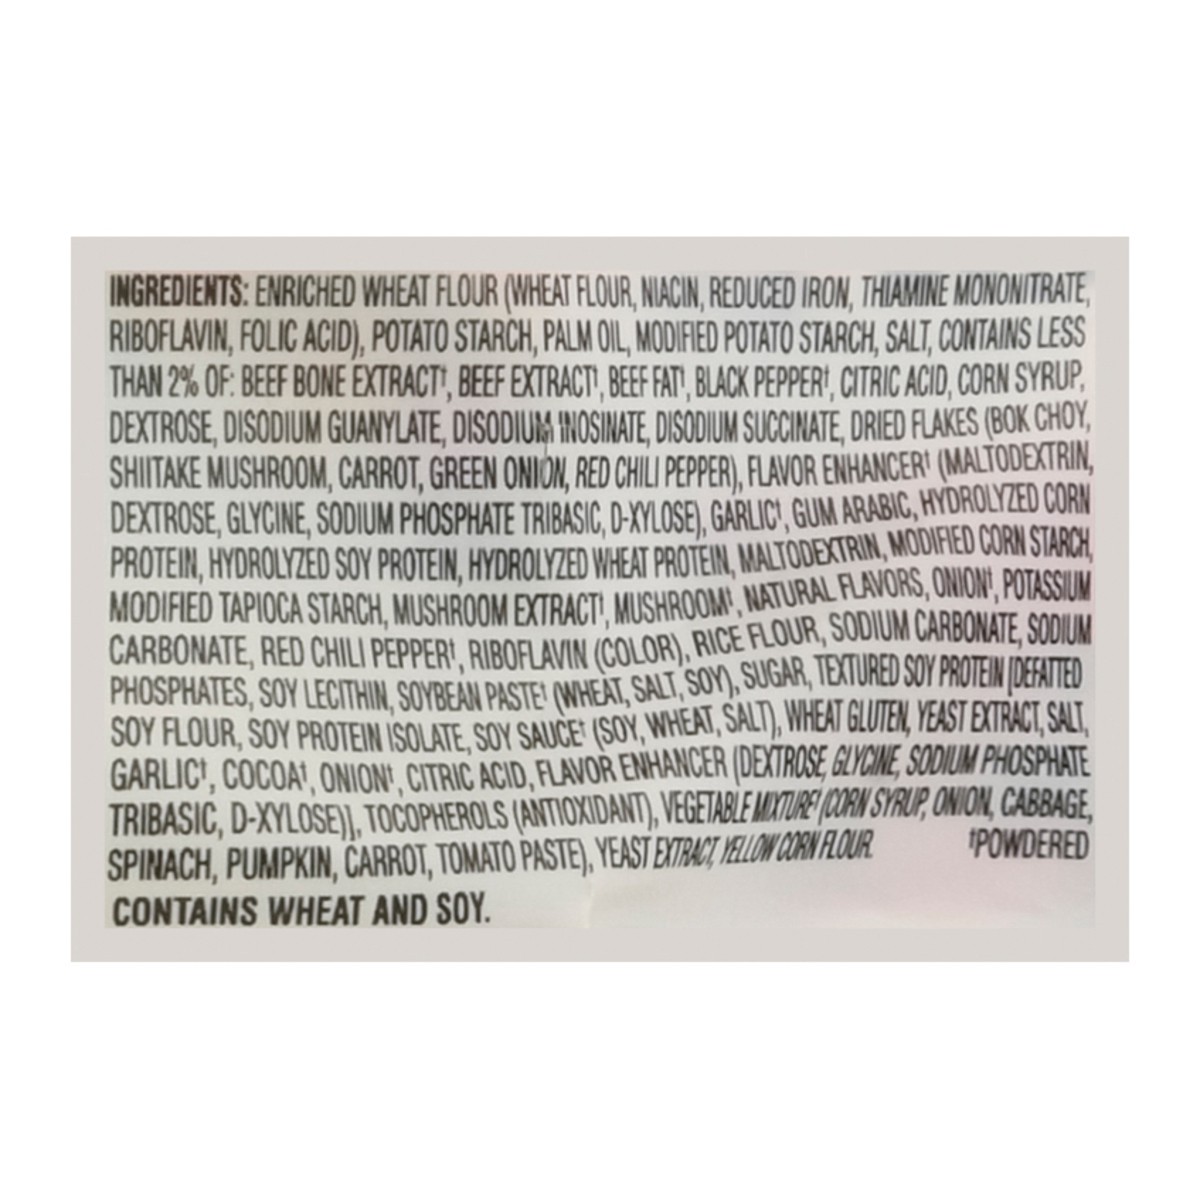 INGREDIENTS: ENRICHED WHEAT FLOUR (WHEAT FLOUR, NIACIN, REDUCED IRON, THIAMINE MONONITRATE,
RIBOFLAVIN, FOLIC ACID), POTATO STARCH, PALM OIL, MODIFIED POTATO STARCH, SALT, CONTAINS LESS
THAN 2% OF: BEEF BONE EXTRACT†, BEEF EXTRACT†, BEEF FAT†, BLACK PEPPER†, CITRIC ACID, CORN SYRUP,
DEXTROSE, DISODIUM GUANYLATE, DISODIUM INOSINATE, DISODIUM SUCCINATE, DRIED FLAKES (BOK CHOY,
SHIITAKE MUSHROOM, CARROT, GREEN ONION, RED CHILI PEPPER), FLAVOR ENHANCER† (MALTODEXTRIN,
DEXTROSE, GLYCINE, SODIUM PHOSPHATE TRIBASIC, D-XYLOSE), GARLIC†, GUM ARABIC, HYDROLYZED CORN
PROTEIN, HYDROLYZED SOY PROTEIN, HYDROLYZED WHEAT PROTEIN, MALTODEXTRIN, MODIFIED CORN STARCH,
MODIFIED TAPIOCA STARCH, MUSHROOM EXTRACT†, MUSHROOM†, NATURAL FLAVORS, ONION†, POTASSIUM
CARBONATE, RED CHILI PEPPER†, RIBOFLAVIN (COLOR), RICE FLOUR, SODIUM CARBONATE, SODIUM
PHOSPHATES, SOY LECITHIN, SOYBEAN PASTE† (WHEAT, SALT, SOY), SUGAR, TEXTURED SOY PROTEIN [DEFATTED
SOY FLOUR, SOY PROTEIN ISOLATE, SOY SAUCE† (SOY, WHEAT, SALT), WHEAT GLUTEN, YEAST EXTRACT, SALT,
GARLIC†, COCOA†, ONION†, CITRIC ACID, FLAVOR ENHANCER (DEXTROSE, GLYCINE, SODIUM PHOSPHATE
TRIBASIC, D-XYLOSE)], TOCOPHEROLS (ANTIOXIDANT), VEGETABLE MIXTURE† (CORN SYRUP, ONION, CABBAGE,
SPINACH, PUMPKIN, CARROT, TOMATO PASTE), YEAST EXTRACT, YELLOW CORN FLOUR. †POWDERED
CONTAINS WHEAT AND SOY.